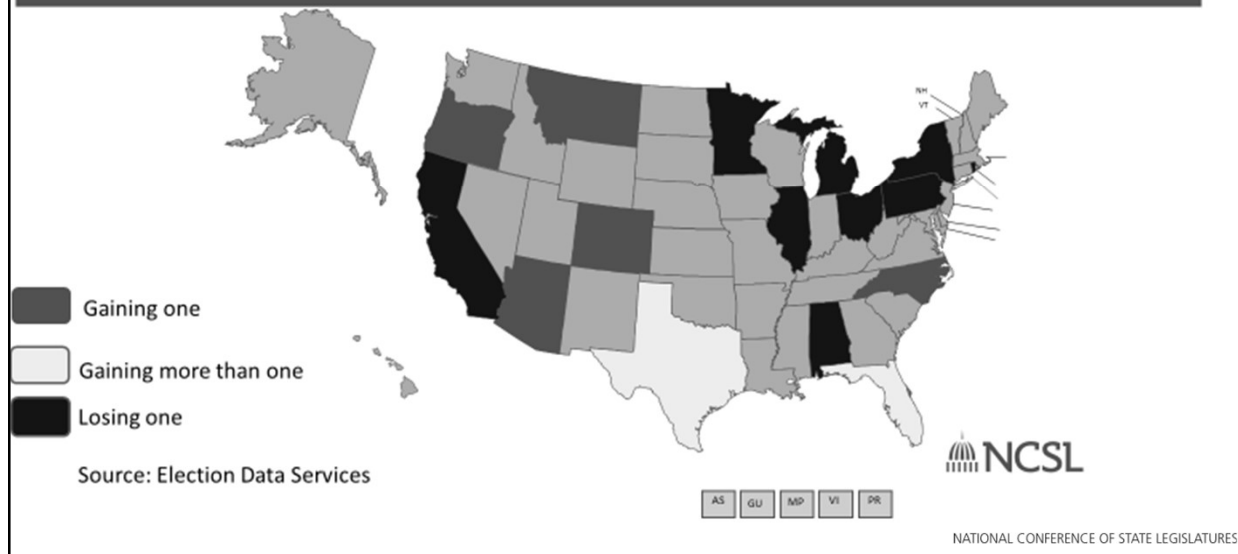 NH
VT
Gaining one
Gaining more than one
Losing one
Source: Election Data Services
NCSL
AS GU MP VI PR
NATIONAL CONFERENCE OF STATE LEGISLATURES